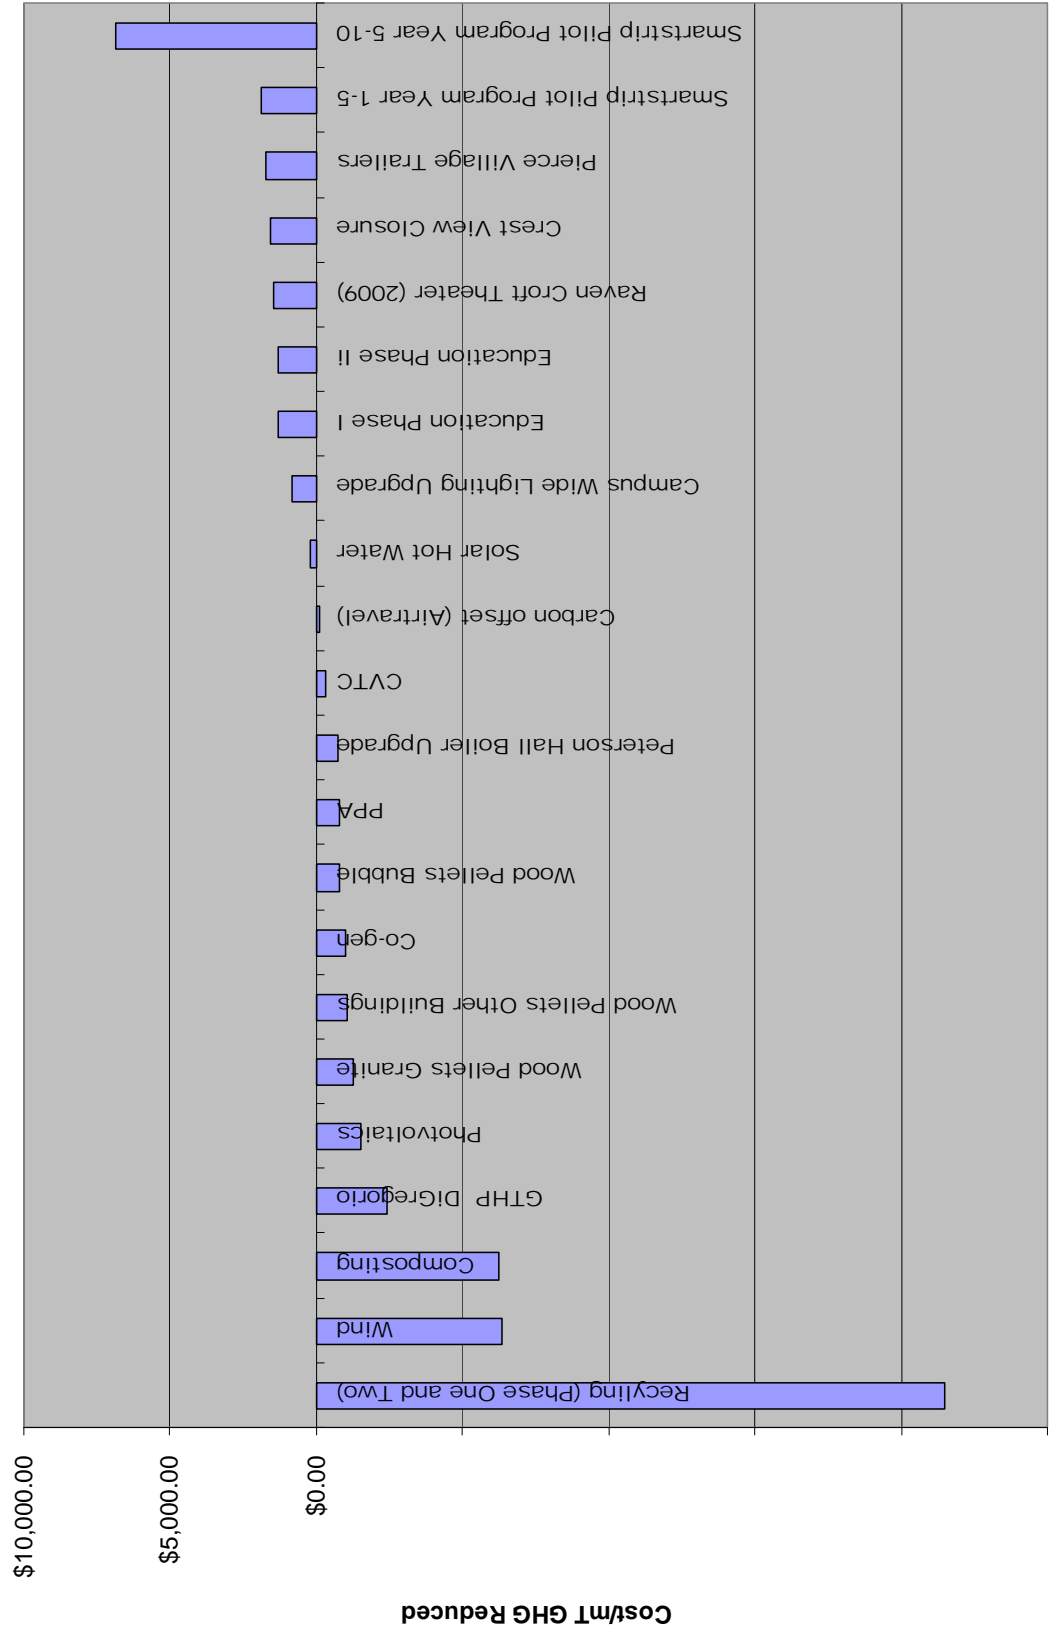 Smartstrip Pilot Program Year 5-10
Smartstrip Pilot Program Year 1-5
Pierce Village Trailers
Crest View Closure
Raven Croft Theater (2009)
Education Phase Ii
Education Phase I
Campus Wide Lighting Upgrade
Solar Hot Water
Carbon offset (Airtravel)
CVTC
Peterson Hall Boiler Upgrade
PPA
Wood Pellets Bubble
Co-gen
Wood Pellets Other Buildings
Wood Pellets Granite
Photvoltaics
GTHP DiGregorio
Composting
Wind
Recyling (Phase One and Two)
$10,000.00
$5,000.00
$0.00
Cost/mT GHG Reduced